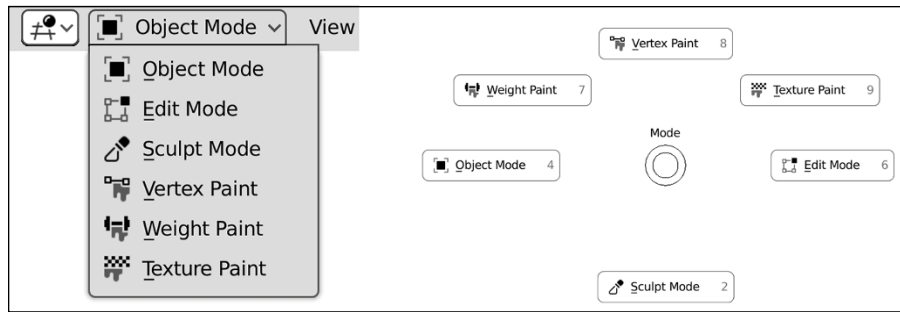 Object Mode View
Object Mode
Edit Mode
Sculpt Mode
Vertex Paint
Weight Paint
Texture Paint
Vertex Paint 8
Weight Paint 7
Texture Paint 9
Mode
Object Mode 4
Edit Mode 6
Sculpt Mode 2